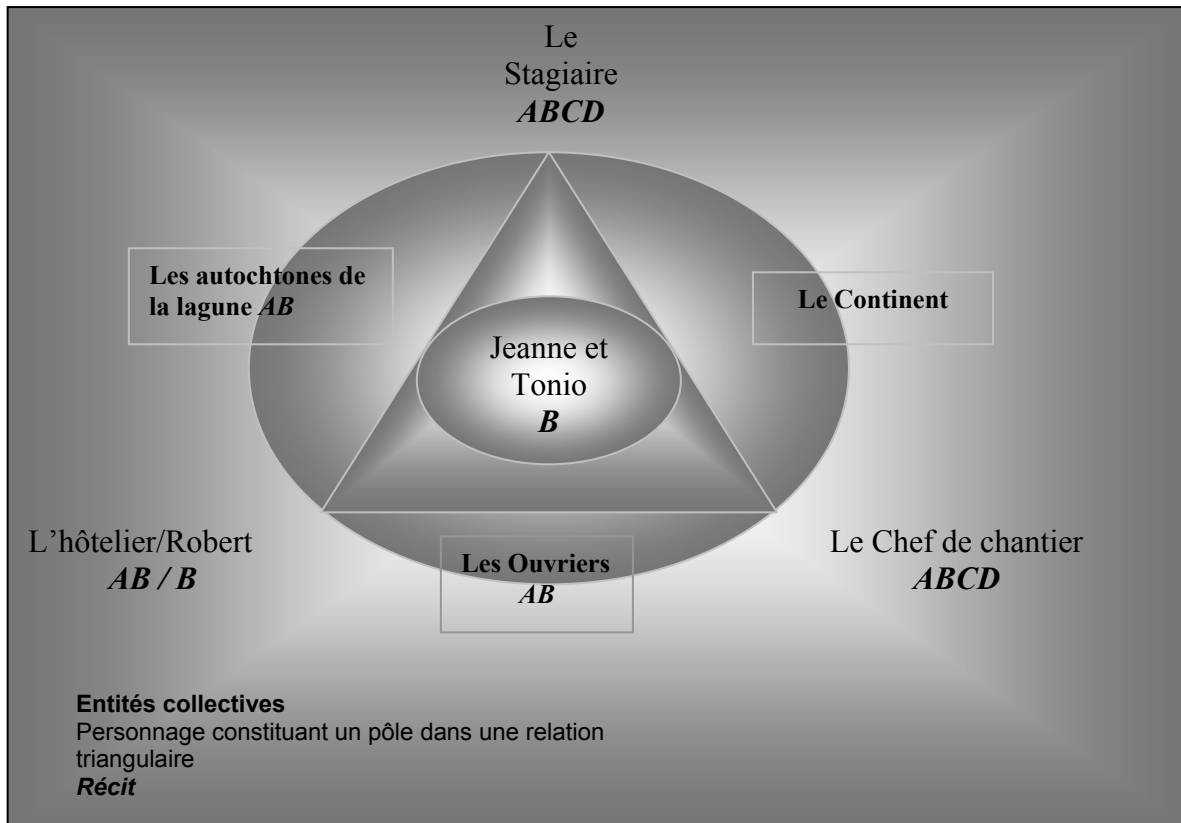 Le
Stagiaire
ABCD
Les autochtones de
la lagune AB
Le Continent
Jeanne et
Tonio
B
L'hôtelier/Robert
AB / B
Les Ouvriers
AB
Le Chef de chantier
ABCD
Entités collectives
Personnage constituant un pôle dans une relation
triangulaire
Récit